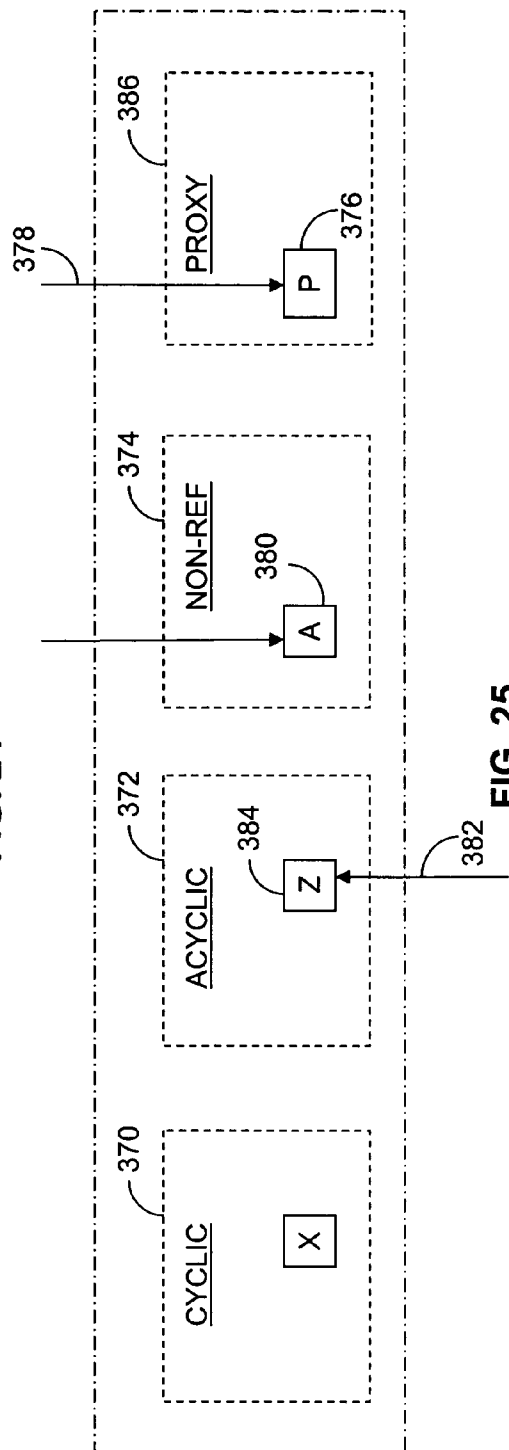 378
370
372
374
386
CYCLIC
ACYCLIC
NON-REF
PROXY
384
380
376
X
Z
A
P
382
FIG. 25